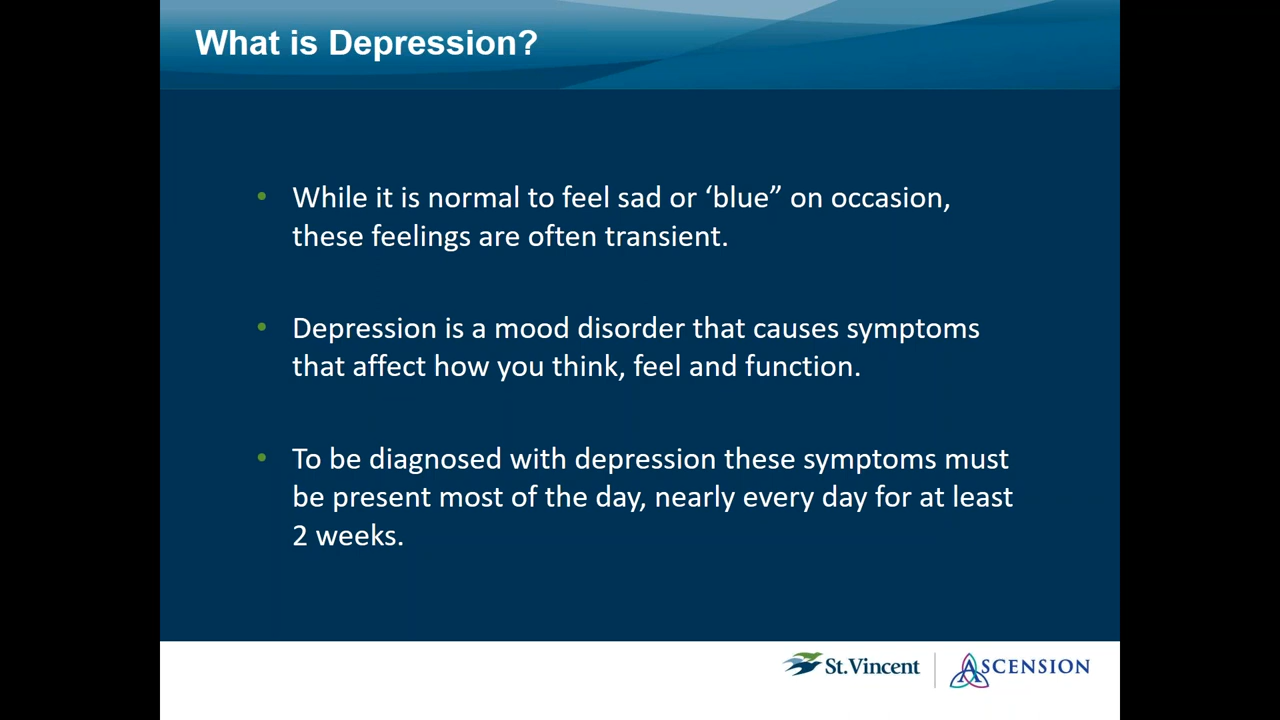 What is Depression?
• While it is normal to feel sad or ‘blue” on occasion,
these feelings are often transient.
• Depression is a mood disorder that causes symptoms
that affect how you think, feel and function.
• To be diagnosed with depression these symptoms must
be present most of the day, nearly every day for at least
2 weeks.
St.Vincent
ASCENSION